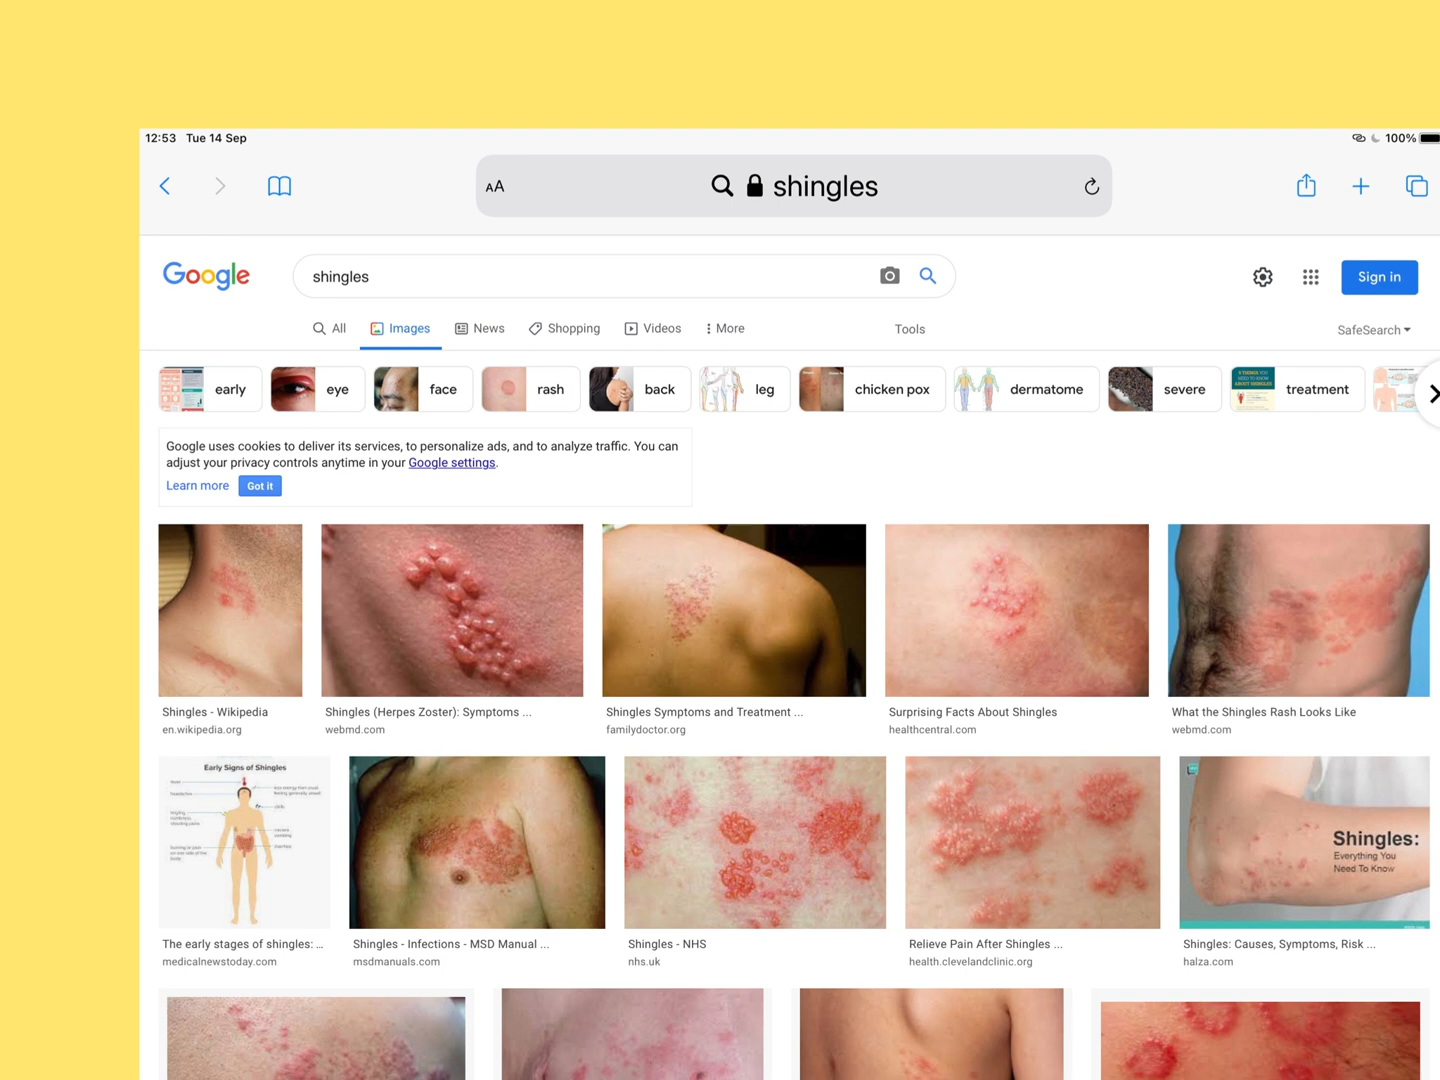 12:53 Tue 14 Sep
100%
AA
shingles
Google
shingles
Sign in
All
Images
News
Shopping
Videos
More
Tools
SafeSearch
early
eye
face
rash
back
leg
chicken pox
dermatome
severe
treatment
Google uses cookies to deliver its services, to personalize ads, and to analyze traffic. You can
adjust your privacy controls anytime in your Google settings.
Learn more
Got it
Shingles - Wikipedia
en.wikipedia.org
Shingles (Herpes Zoster): Symptoms ...
webmd.com
Shingles Symptoms and Treatment ...
familydoctor.org
Surprising Facts About Shingles
healthcentral.com
What the Shingles Rash Looks Like
webmd.com
Early Signs of Shingles
Shingles:
Everything You
Need To Know
The early stages of shingles: ...
medicalnewstoday.com
Shingles - Infections - MSD Manual ...
msdmanuals.com
Shingles - NHS
nhs.uk
Relieve Pain After Shingles ...
health.clevelandclinic.org
Shingles: Causes, Symptoms, Risk ...
halza.com